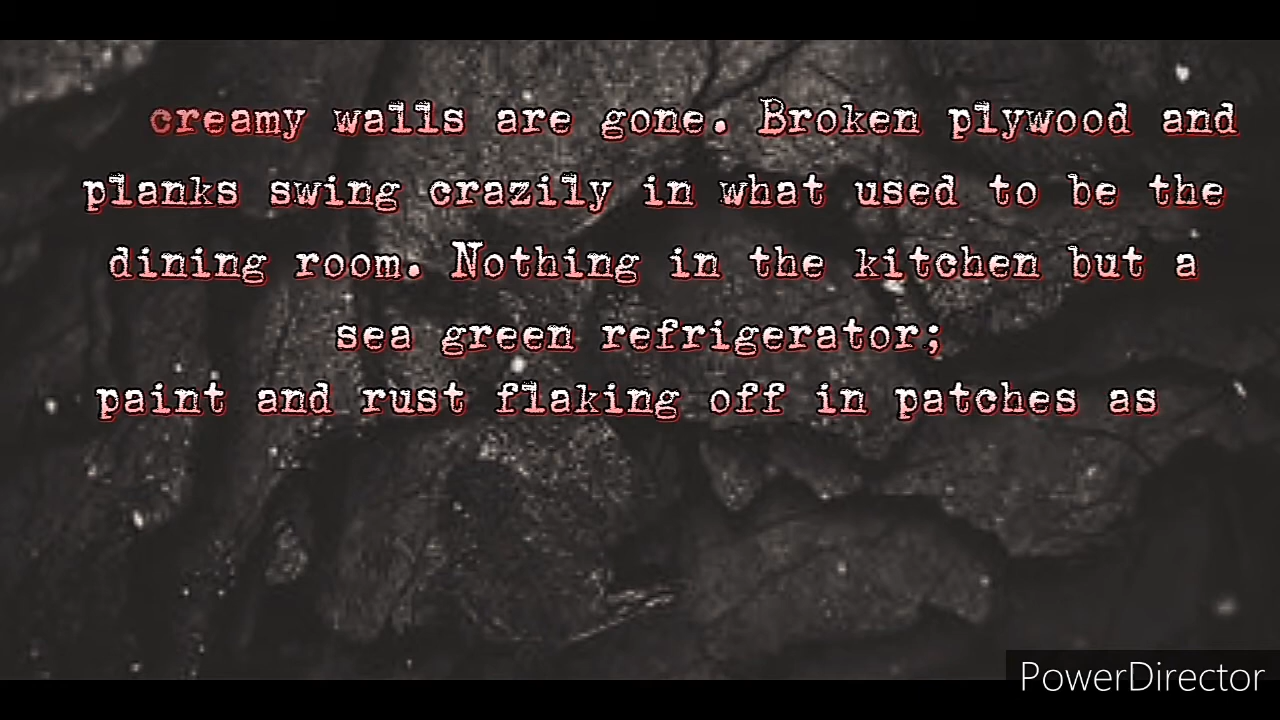 creamy walls are gone. Broken plywood and
planks swing crazily in what used to be the
dining room. Nothing in the kitchen but a
sea green refrigerator;
paint and rust flaking off in patches as
PowerDirector